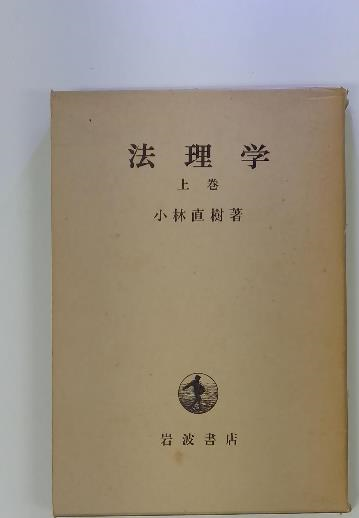 法理学
上巻
小林直樹著
岩波書店